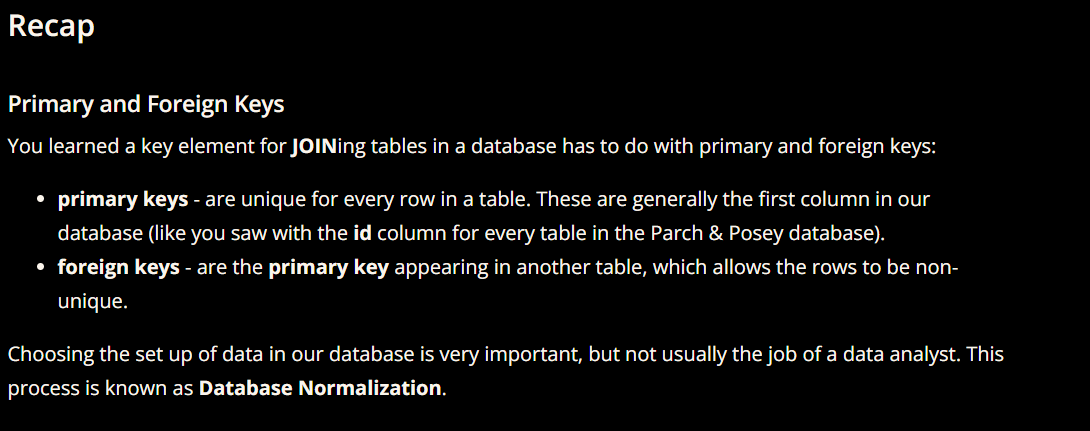 Recap
Primary and Foreign Keys
You learned a key element for JOINing tables in a database has to do with primary and foreign keys:
• primary keys - are unique for every row in a table. These are generally the first column in our
database (like you saw with the id column for every table in the Parch & Posey database).
• foreign keys - are the primary key appearing in another table, which allows the rows to be non-
unique.
Choosing the set up of data in our database is very important, but not usually the job of a data analyst. This
process is known as Database Normalization.